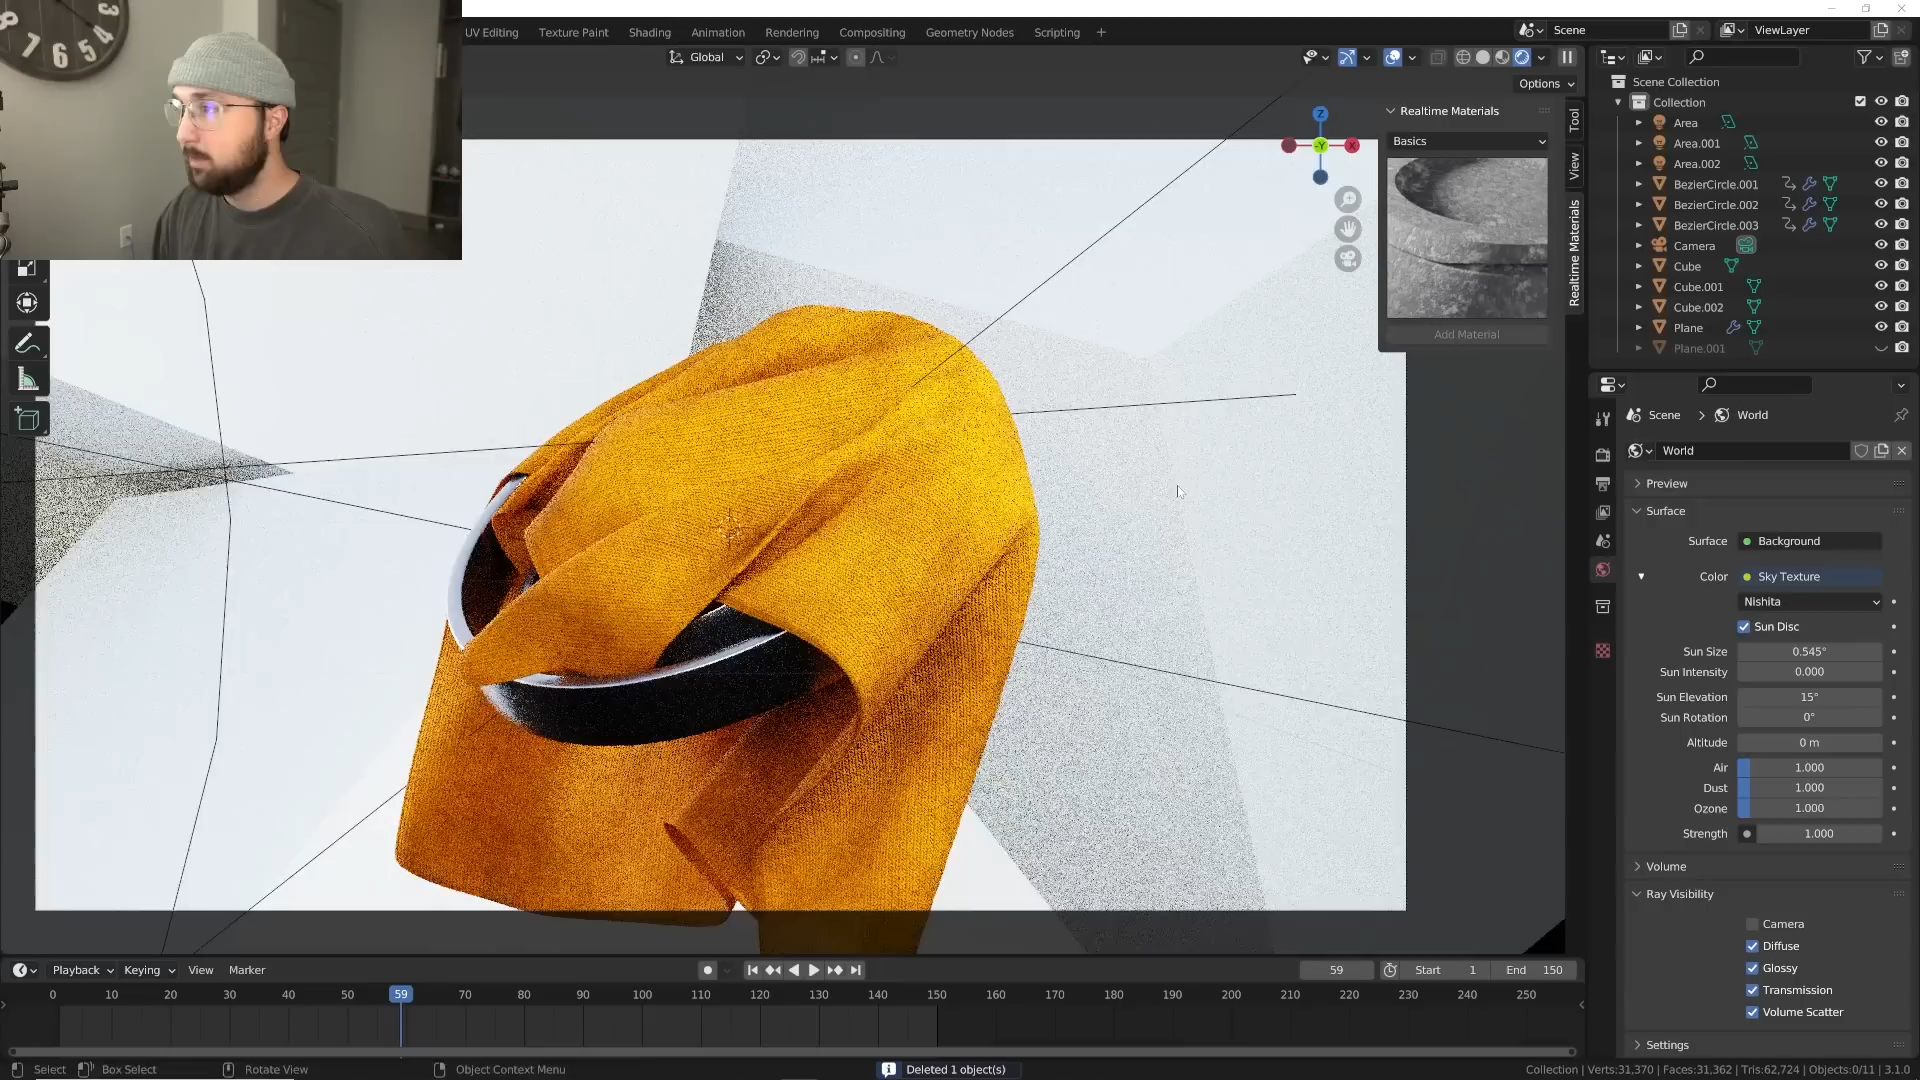 UV Editing Texture Paint Shading Animation Rendering Compositing Geometry Nodes Scripting +
Scene
ViewLayer
Global
Options
Realtime Materials
Basics
Add Material
Tool
View
Realtime Materials
Z
-Y
X
Scene Collection
Collection
Area
Area.001
Area.002
BezierCircle.001
BezierCircle.002
BezierCircle.003
Camera
Cube
Cube.001
Cube.002
Plane
Plane.001
Scene > World
World
Preview
Surface
Surface Background
Color Sky Texture
Nishita
Sun Disc
Sun Size 0.545°
Sun Intensity 0.000
Sun Elevation 15°
Sun Rotation 0°
Altitude 0 m
Air 1.000
Dust 1.000
Ozone 1.000
Strength 1.000
Volume
Ray Visibility
Camera
Diffuse
Glossy
Transmission
Volume Scatter
Settings
Playback Keying View Marker
59 Start 1 End 150
0 10 20 30 40 50 59 70 80 90 100 110 120 130 140 150 160 170 180 190 200 210 220 230 240 250
Select Box Select Rotate View Object Context Menu
Deleted 1 object(s)
Collection | Verts:31,370 | Faces:31,362 | Tris:62,724 | Objects:0/11 | 3.1.0
8 7 6 5 4 3